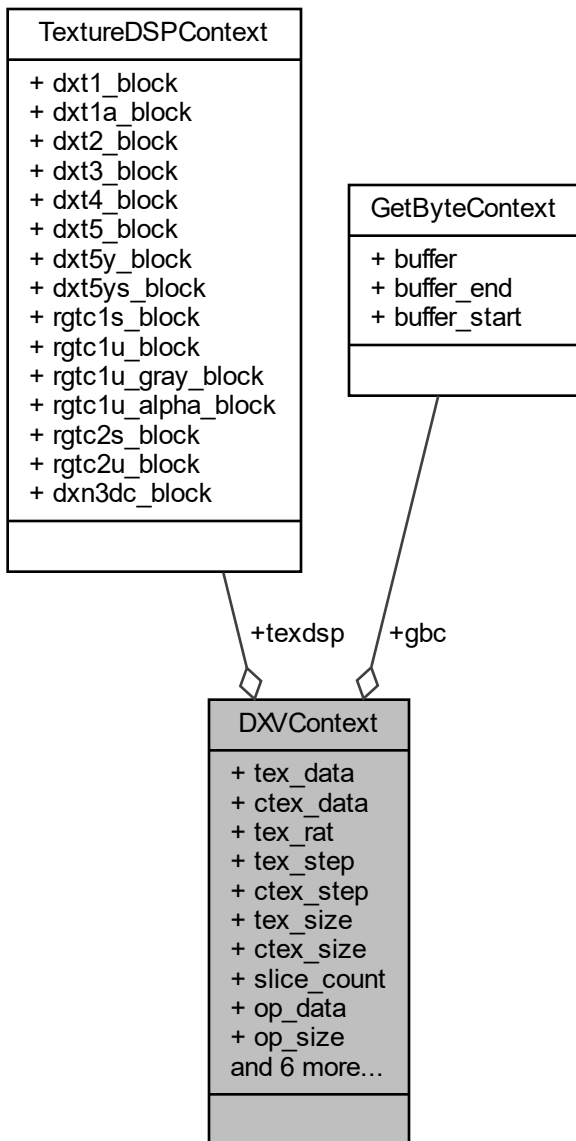 TextureDSPContext
+ dxt1_block
+ dxt1a_block
+ dxt2_block
+ dxt3_block
+ dxt4_block
+ dxt5_block
+ dxt5y_block
+ dxt5ys_block
+ rgtc1s_block
+ rgtc1u_block
+ rgtc1u_gray_block
+ rgtc1u_alpha_block
+ rgtc2s_block
+ rgtc2u_block
+ dxn3dc_block
GetByteContext
+ buffer
+ buffer_end
+ buffer_start
+texdsp
+gbc
DXVContext
+ tex_data
+ ctex_data
+ tex_rat
+ tex_step
+ ctex_step
+ tex_size
+ ctex_size
+ slice_count
+ op_data
+ op_size
and 6 more...